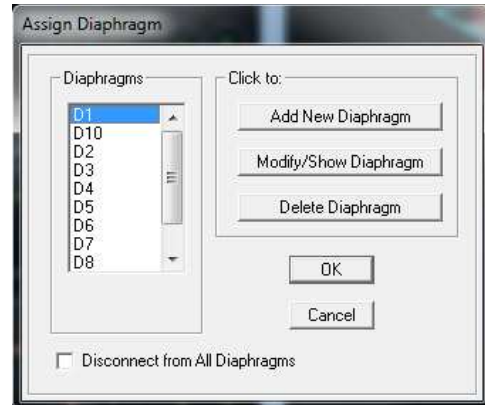 Assign Diaphragm
Diaphragms
D1
D10
D2
D3
D4
D5
D6
D7
D8
Click to:
Add New Diaphragm
Modify/Show Diaphragm
Delete Diaphragm
OK
Cancel
Disconnect from All Diaphragms